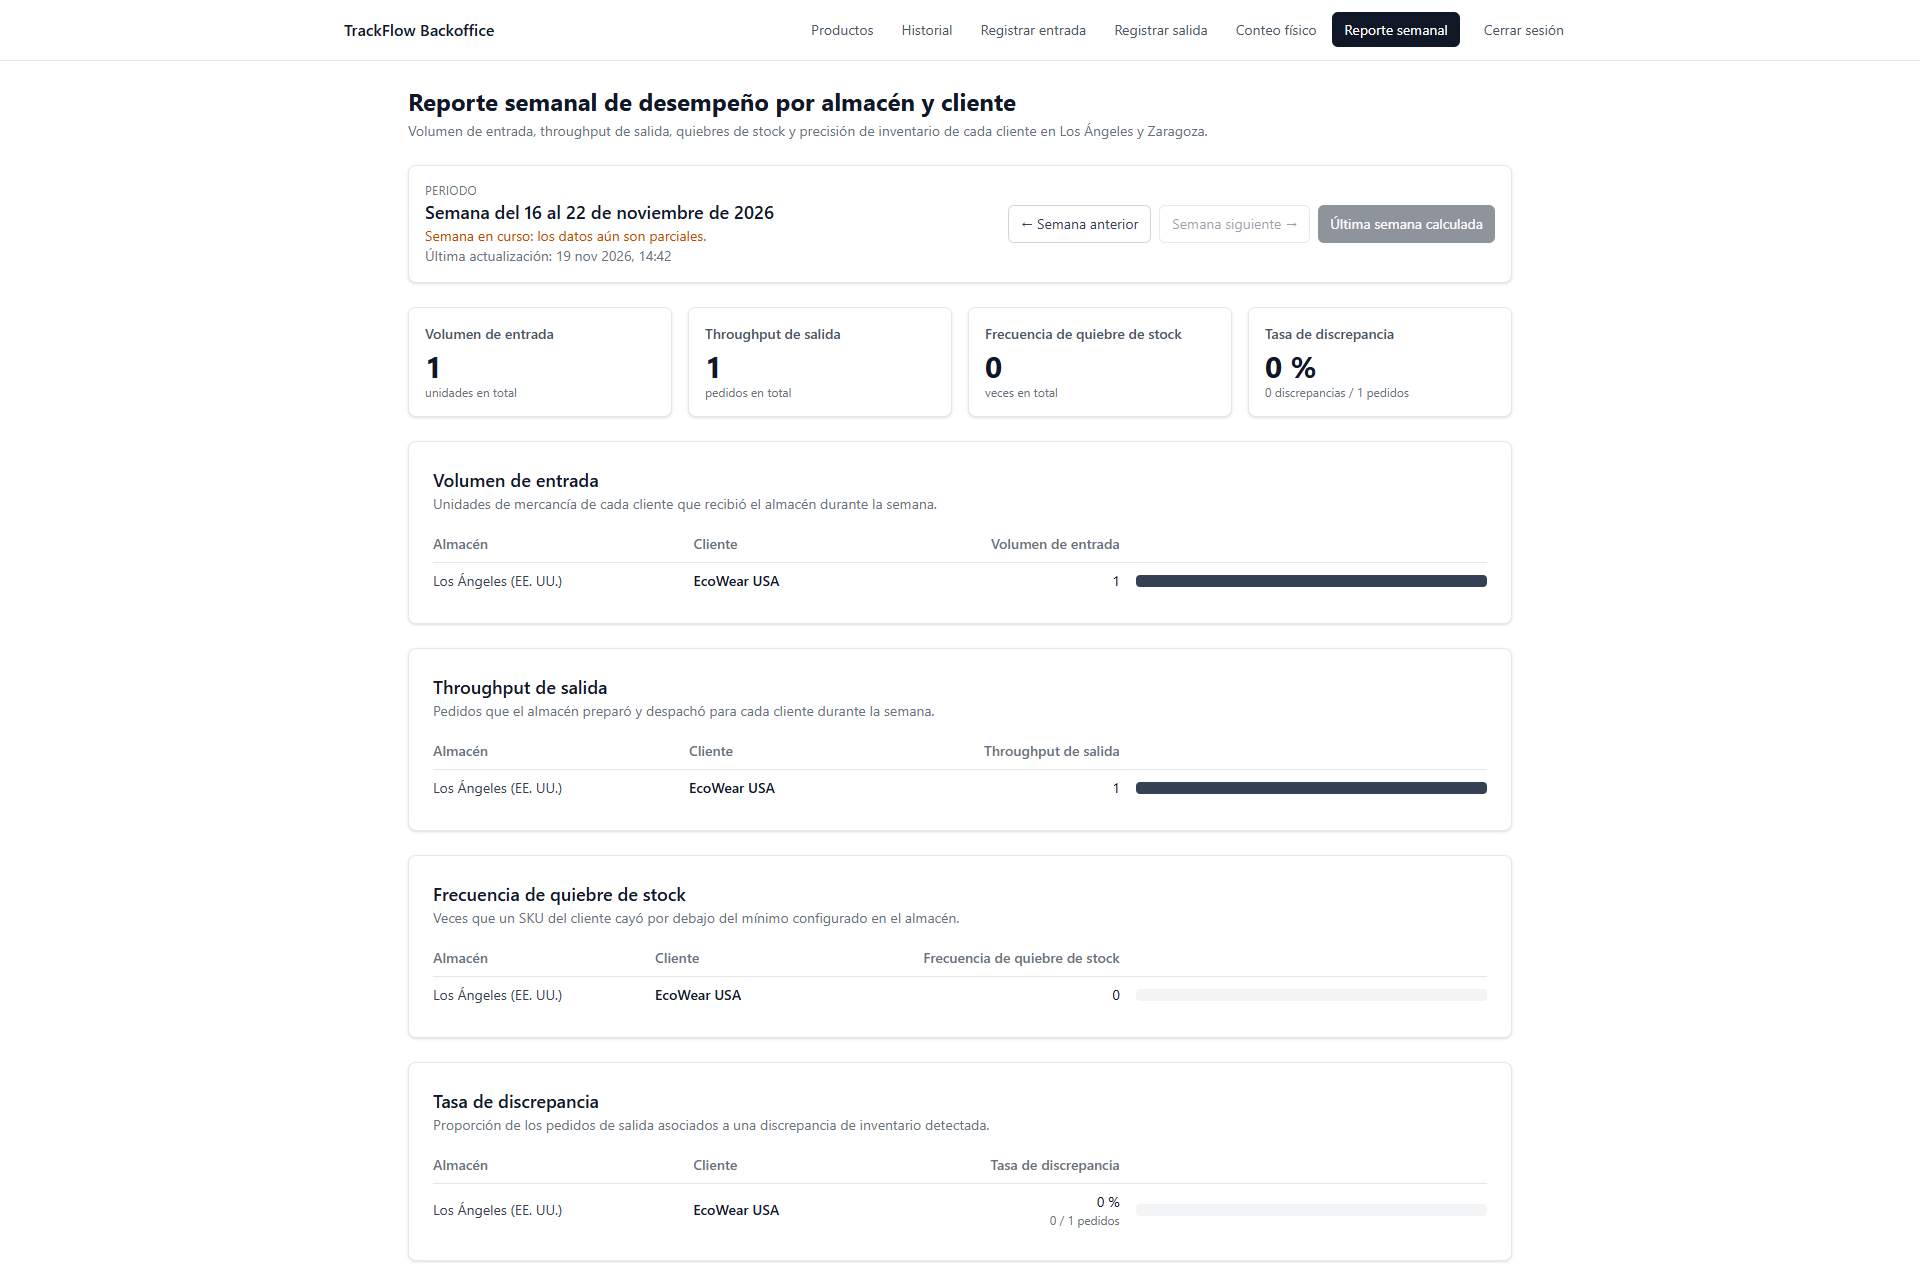 TrackFlow Backoffice
Productos
Historial
Registrar entrada
Registrar salida
Conteo físico
Reporte semanal
Cerrar sesión
Reporte semanal de desempeño por almacén y cliente
Volumen de entrada, throughput de salida, quiebres de stock y precisión de inventario de cada cliente en Los Ángeles y Zaragoza.
PERIODO
Semana del 16 al 22 de noviembre de 2026
Semana en curso: los datos aún son parciales.
Última actualización: 19 nov 2026, 14:42
← Semana anterior
Semana siguiente →
Última semana calculada
Volumen de entrada
1
unidades en total
Throughput de salida
1
pedidos en total
Frecuencia de quiebre de stock
0
veces en total
Tasa de discrepancia
0 %
0 discrepancias / 1 pedidos
Volumen de entrada
Unidades de mercancía de cada cliente que recibió el almacén durante la semana.
Almacén Cliente Volumen de entrada
Los Ángeles (EE. UU.) EcoWear USA 1
Throughput de salida
Pedidos que el almacén preparó y despachó para cada cliente durante la semana.
Almacén Cliente Throughput de salida
Los Ángeles (EE. UU.) EcoWear USA 1
Frecuencia de quiebre de stock
Veces que un SKU del cliente cayó por debajo del mínimo configurado en el almacén.
Almacén Cliente Frecuencia de quiebre de stock
Los Ángeles (EE. UU.) EcoWear USA 0
Tasa de discrepancia
Proporción de los pedidos de salida asociados a una discrepancia de inventario detectada.
Almacén Cliente Tasa de discrepancia
Los Ángeles (EE. UU.) EcoWear USA 0 %
0 / 1 pedidos